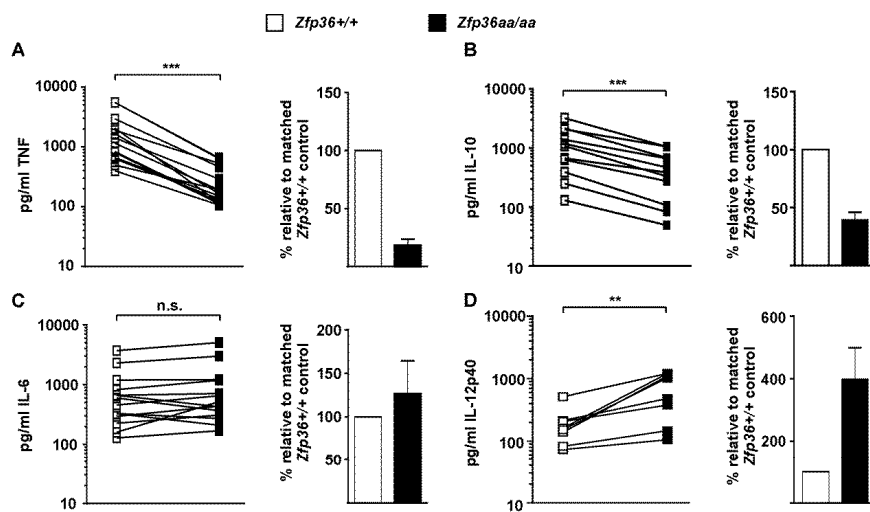 Zfp36+/+ Zfp36aa/aa
A
***
pg/ml TNF
10000
1000
100
10
% relative to matched
Zfp36+/+ control
150
100
50
B
***
pg/ml IL-10
10000
1000
100
10
% relative to matched
Zfp36+/+ control
150
100
50
C
n.s.
pg/ml IL-6
10000
1000
100
10
% relative to matched
Zfp36+/+ control
200
150
100
50
D
**
pg/ml IL-12p40
10000
1000
100
10
% relative to matched
Zfp36+/+ control
600
400
200